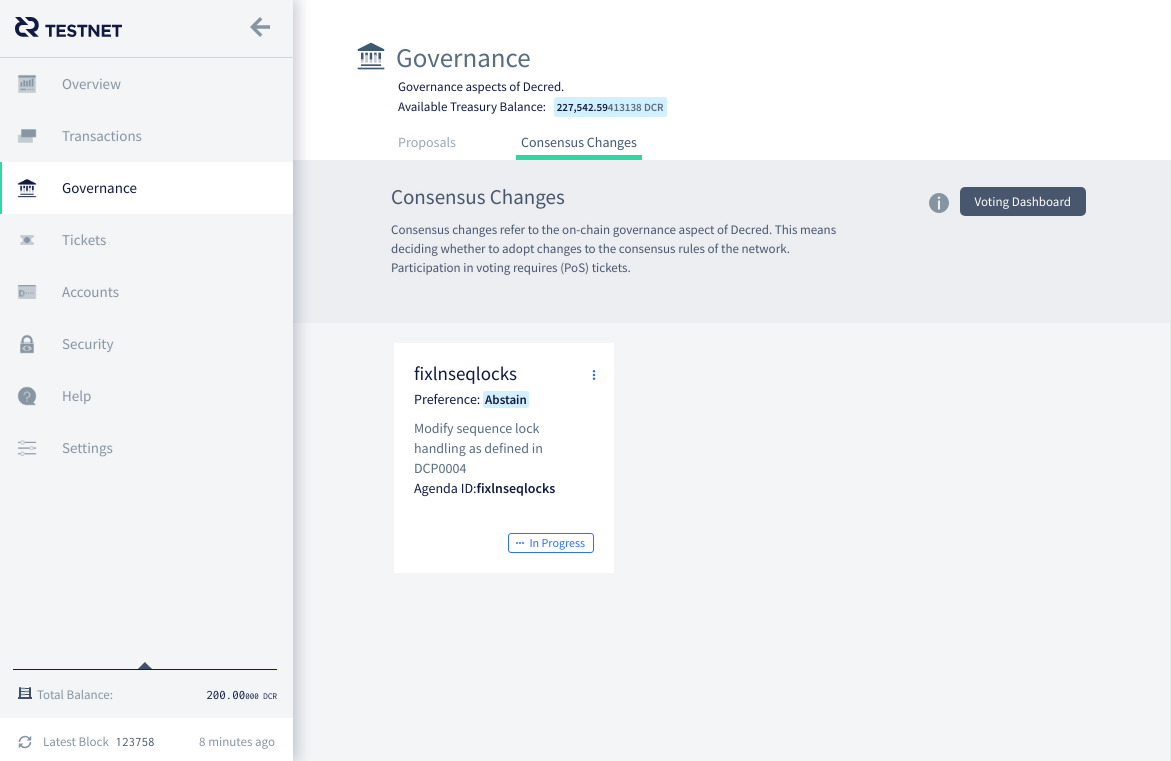 TESTNET
Overview
Transactions
Governance
Tickets
Accounts
Security
Help
Settings
Total Balance: 200.00000 DCR
Latest Block 123758 8 minutes ago
Governance
Governance aspects of Decred.
Available Treasury Balance: 227,542.59413138 DCR
Proposals Consensus Changes
Consensus Changes
Voting Dashboard
Consensus changes refer to the on-chain governance aspect of Decred. This means
deciding whether to adopt changes to the consensus rules of the network.
Participation in voting requires (PoS) tickets.
fixlnseqlocks
Preference: Abstain
Modify sequence lock
handling as defined in
DCP0004
Agenda ID:fixlnseqlocks
In Progress